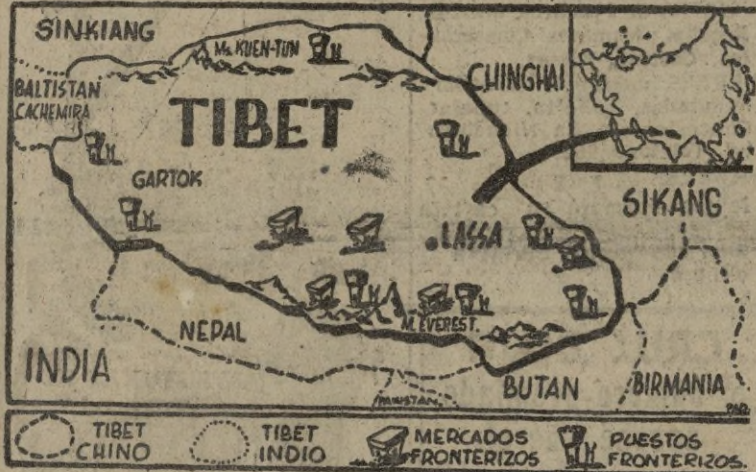 SINKIANG
Ms. KUEN-TUN
CHINGHAI
BALTISTAN
CACHEMIRA
TIBET
GARTOK
SIKANG
LASSA
NEPAL
M. EVEREST.
INDIA
PAKISTAN
BUTAN
BIRMANIA
TIBET
CHINO
TIBET
INDIO
MERCADOS
FRONTERIZOS
PUESTOS
FRONTERIZOS